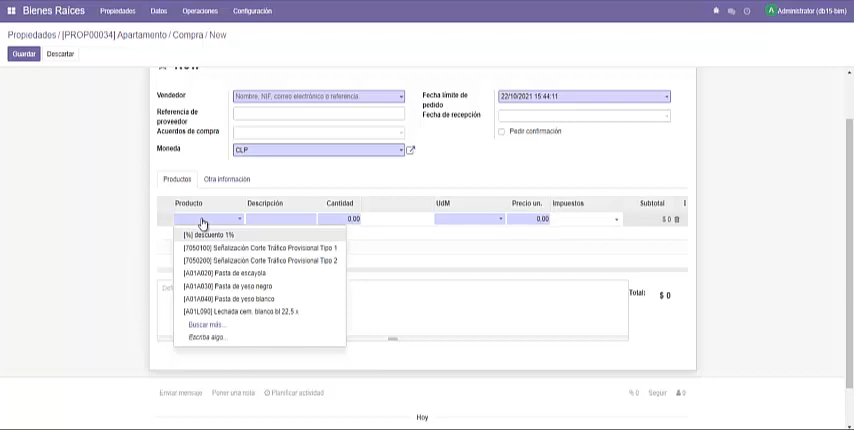 Bienes Raíces Propiedades Datos Operaciones Configuración A Administrator (db15-bim)
Propiedades / [PROP00034] Apartamento / Compra / New
Guardar Descartar
New
Vendedor Nombre, NIF, correo electrónico o referencia Fecha límite de pedido 22/10/2021 15:44:11
Referencia de proveedor Fecha de recepción
Acuerdos de compra Pedir confirmación
Moneda CLP
Productos Otra información
Producto Descripción Cantidad UdM Precio un. Impuestos Subtotal
0,00 0,00 $ 0
[%] descuento 1%
[7050100] Señalización Corte Tráfico Provisional Tipo 1
[7050200] Señalización Corte Tráfico Provisional Tipo 2
[A01A020] Pasta de escayola
[A01A030] Pasta de yeso negro
[A01A040] Pasta de yeso blanco
[A01L090] Lechada cem. blanco bl 22,5 x
Buscar más...
Escriba algo...
Total: $ 0
Enviar mensaje Poner una nota Planificar actividad 0 Seguir 0
Hoy